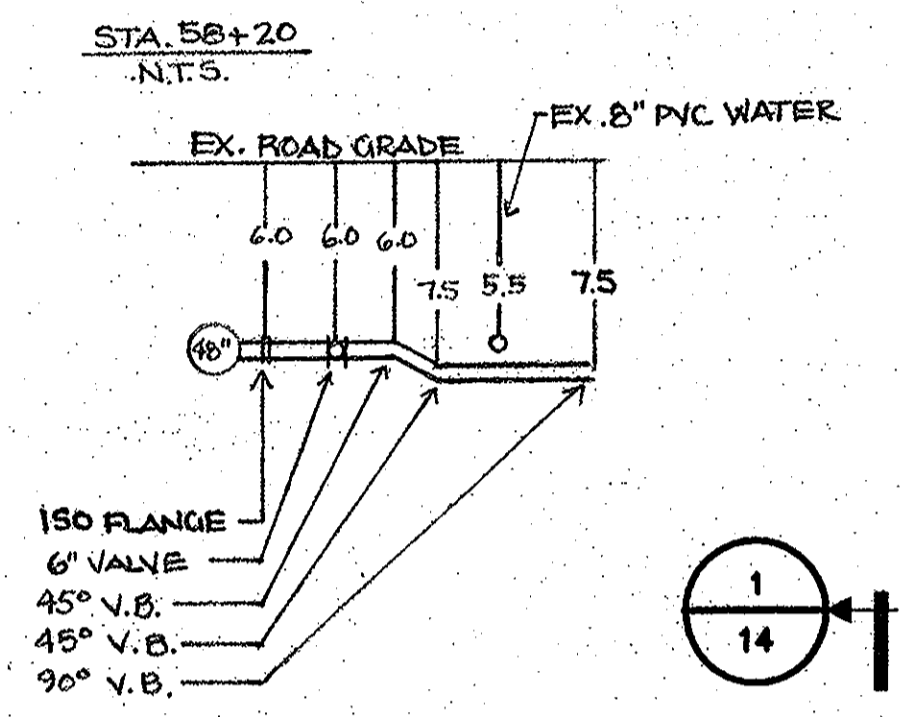 STA. 58+20
N.T.S.
EX. 8" PVC WATER
EX. ROAD GRADE
6.0 6.0 6.0
7.5 5.5 7.5
48"
ISO FLANGE
6" VALVE
45° V.B.
45° V.B.
90° V.B.
1
14